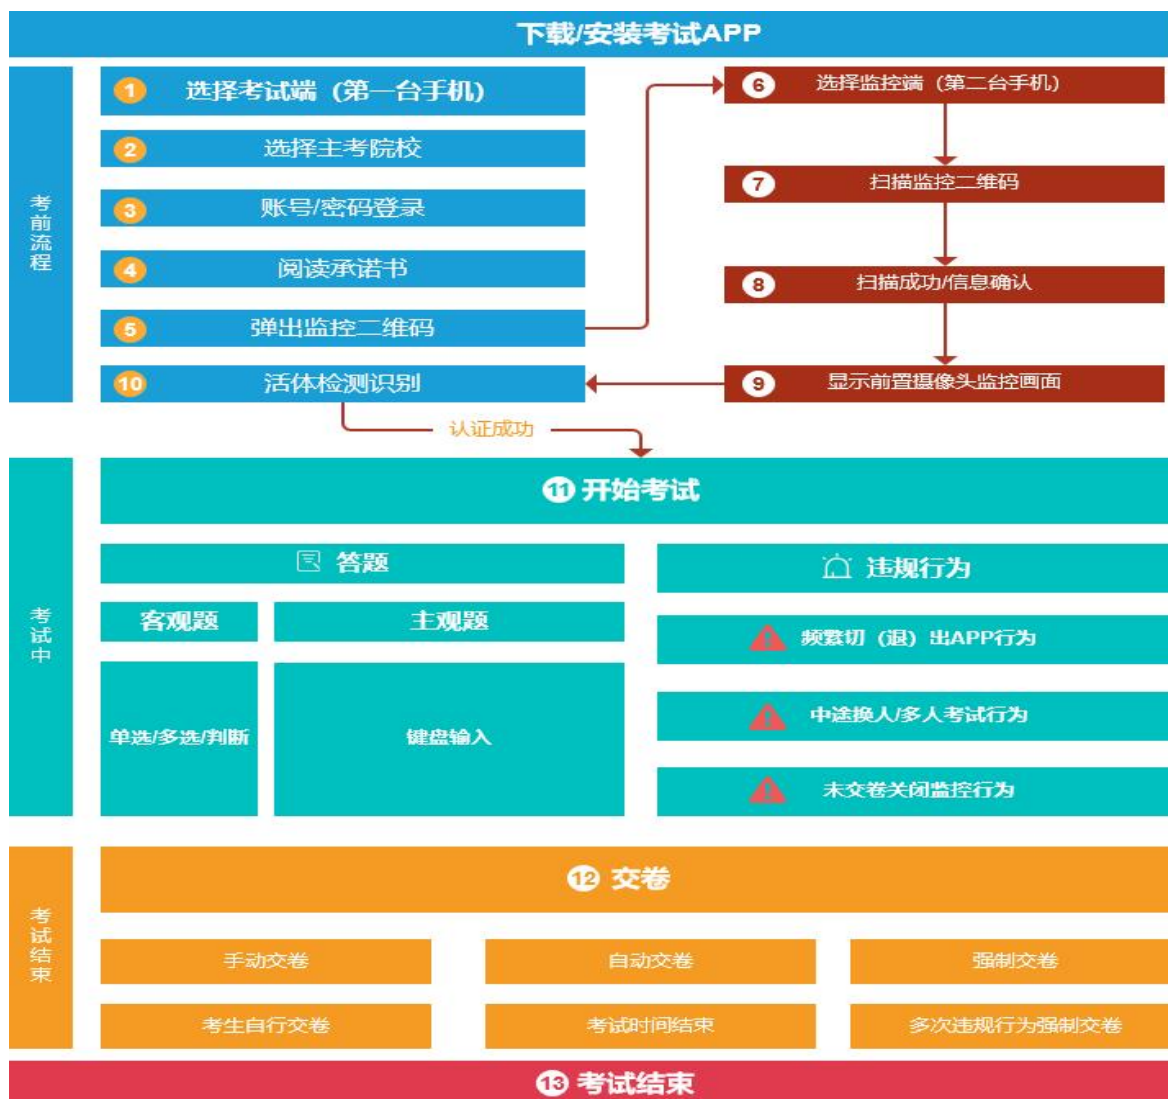 下载/安装考试APP
考前流程
1 选择考试端（第一台手机）
2 选择主考院校
3 账号/密码登录
4 阅读承诺书
5 弹出监控二维码
6 选择监控端（第二台手机）
7 扫描监控二维码
8 扫描成功/信息确认
9 显示前置摄像头监控画面
10 活体检测识别
认证成功
考试中
11 开始考试
答题
客观题
主观题
单选/多选/判断
键盘输入
违规行为
频繁切（退）出APP行为
中途换人/多人考试行为
未交卷关闭监控行为
考试结束
12 交卷
手动交卷
自动交卷
强制交卷
考生自行交卷
考试时间结束
多次违规行为强制交卷
13 考试结束